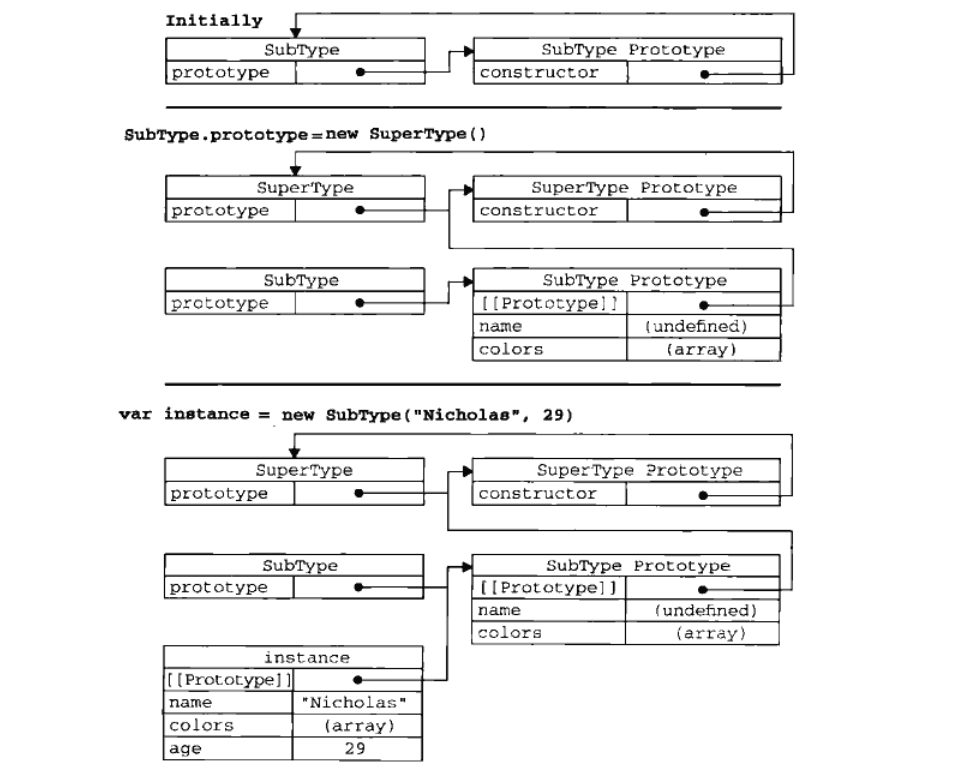 Initially
SubType SubType Prototype
prototype constructor
SubType.prototype=new SuperType()
SuperType SuperType Prototype
prototype constructor
SubType SubType Prototype
prototype [[Prototype]]
name (undefined)
colors (array)
var instance = new SubType("Nicholas", 29)
SuperType SuperType Prototype
prototype constructor
SubType SubType Prototype
prototype [[Prototype]]
name (undefined)
colors (array)
instance
[[Prototype]]
name "Nicholas"
colors (array)
age 29